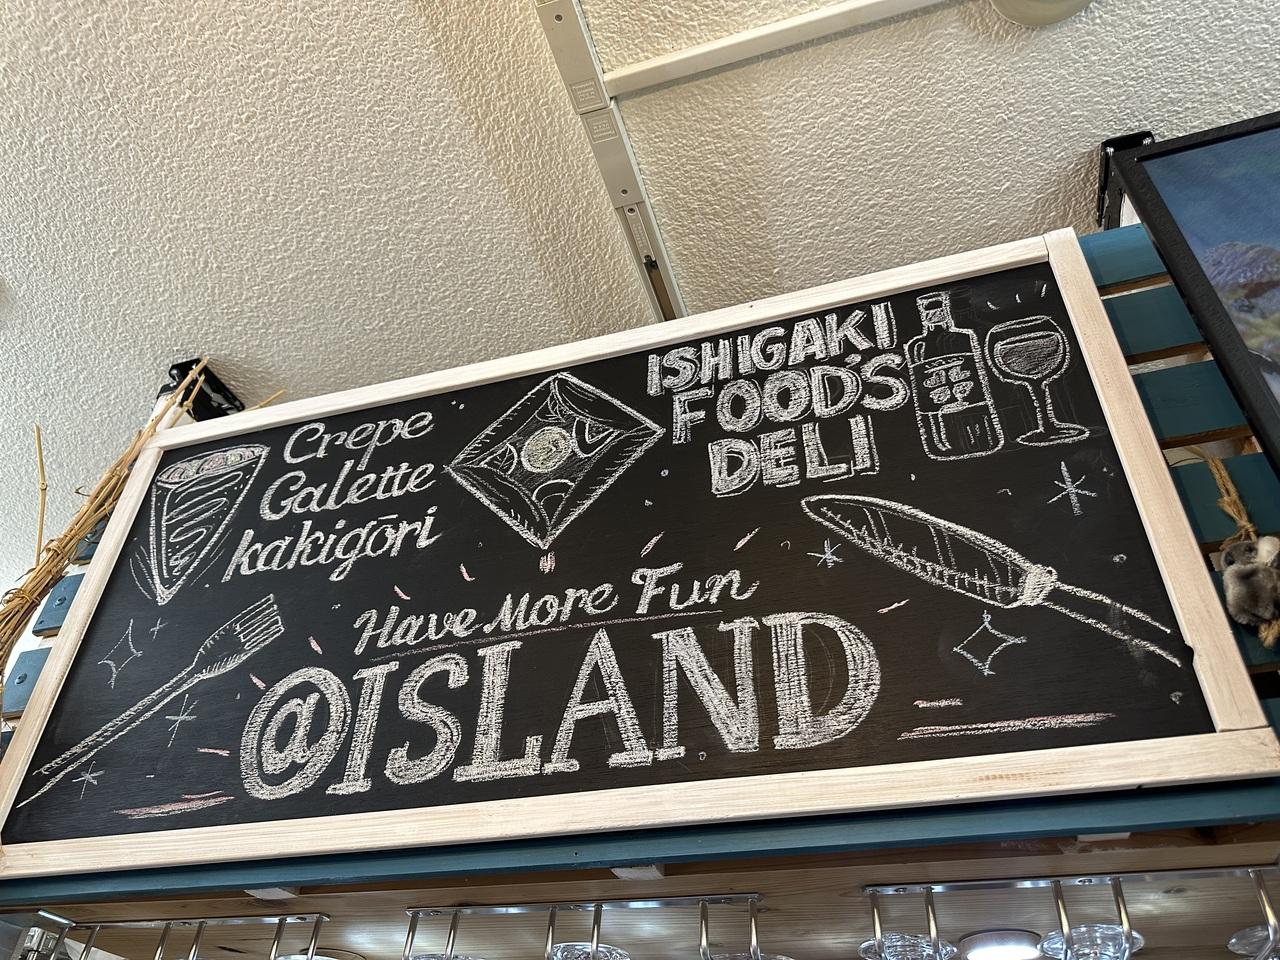 Crepe
Galette
kakigōri
ISHIGAKI
FOOD'S
DELI
Have More Fun
@ISLAND